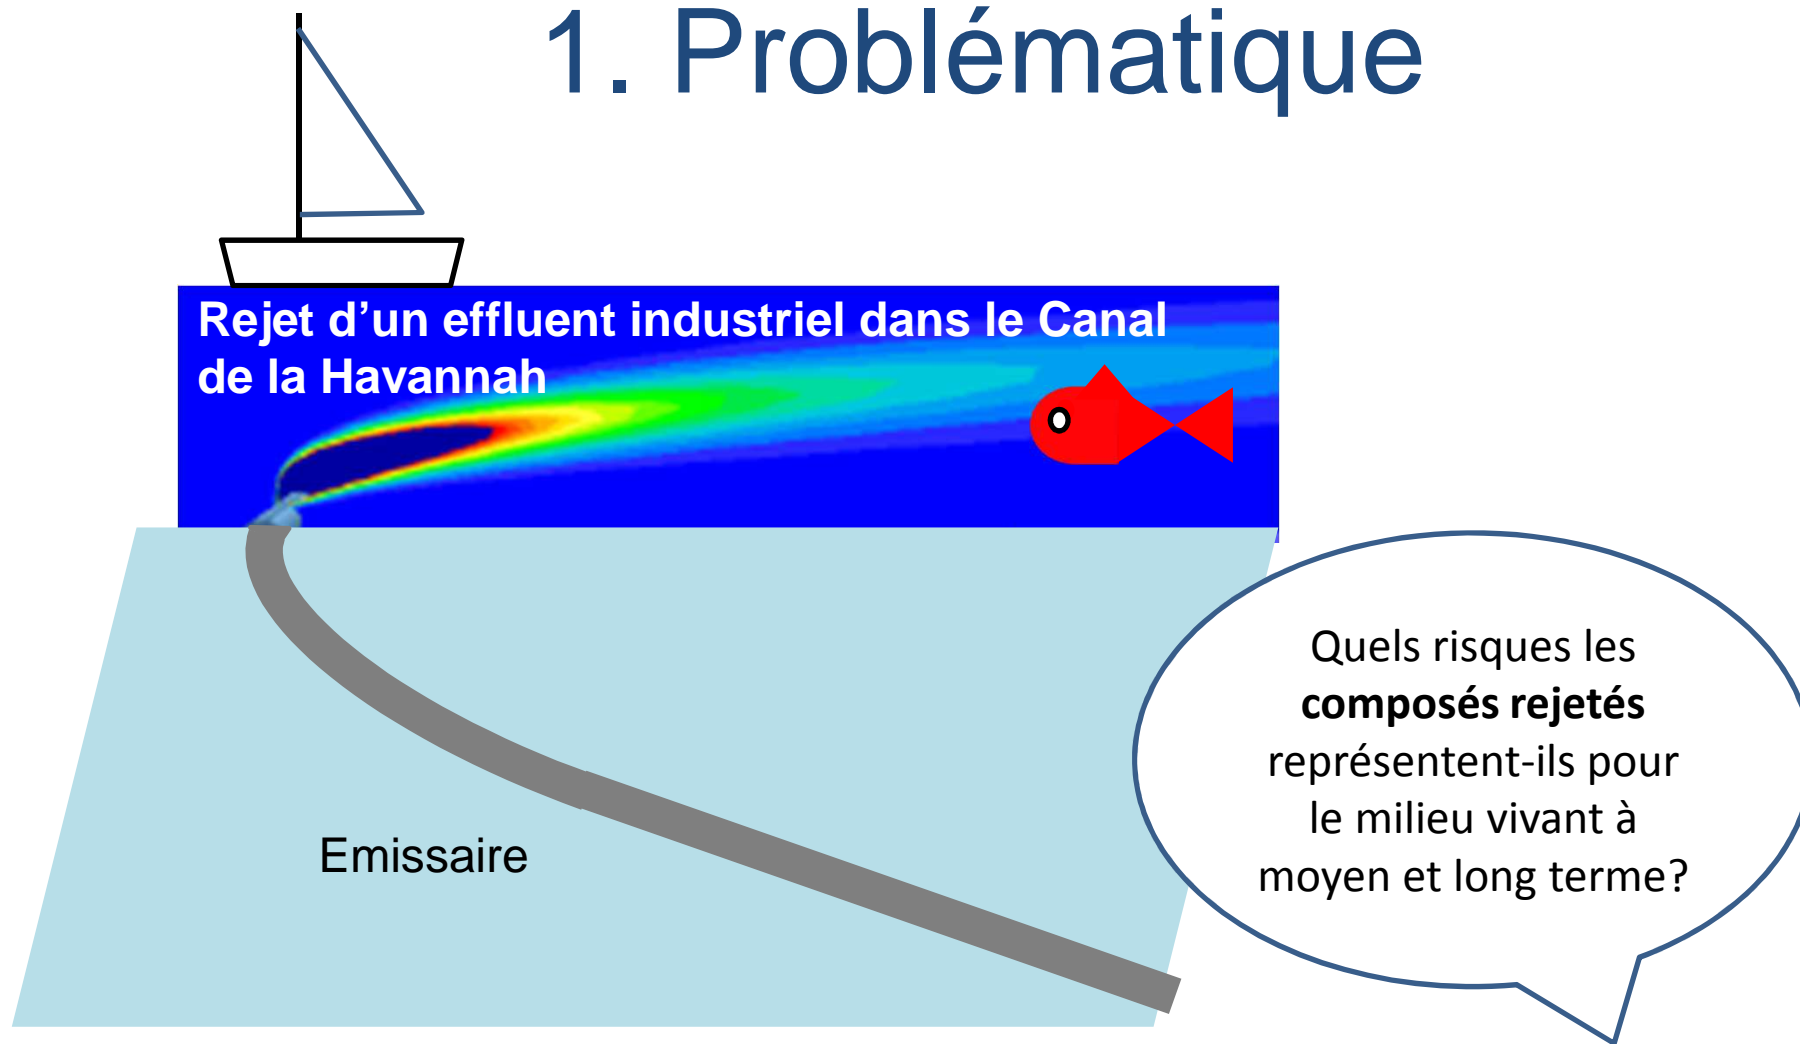 1. Problématique
Rejet d’un effluent industriel dans le Canal
de la Havannah
Quels risques les
composés rejetés
représentent-ils pour
le milieu vivant à
moyen et long terme?
Emissaire